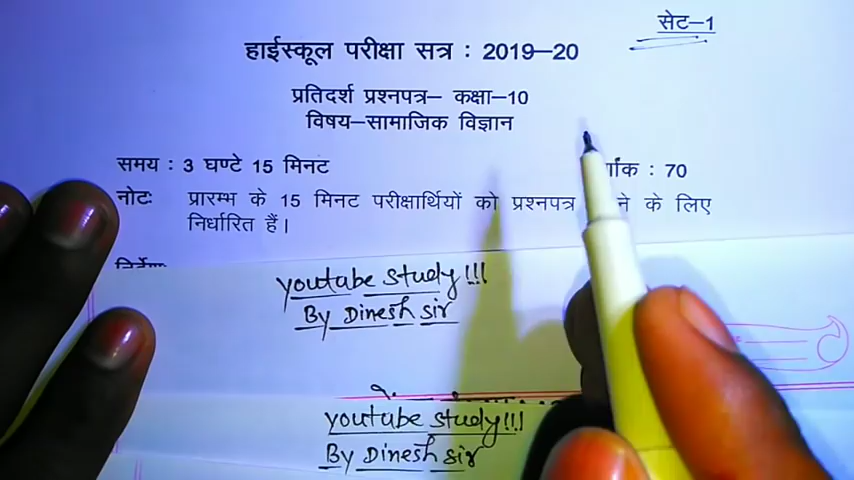 सेट–1
हाईस्कूल परीक्षा सत्र : 2019–20
प्रतिदर्श प्रश्नपत्र– कक्षा–10
विषय–सामाजिक विज्ञान
समय : 3 घण्टे 15 मिनट : 70
नोटः प्रारम्भ के 15 मिनट परीक्षार्थियों को प्रश्नपत्र के लिए
निर्धारित हैं।
youtube study!!!
By Dinesh sir
youtube study!!!
By Dinesh sir